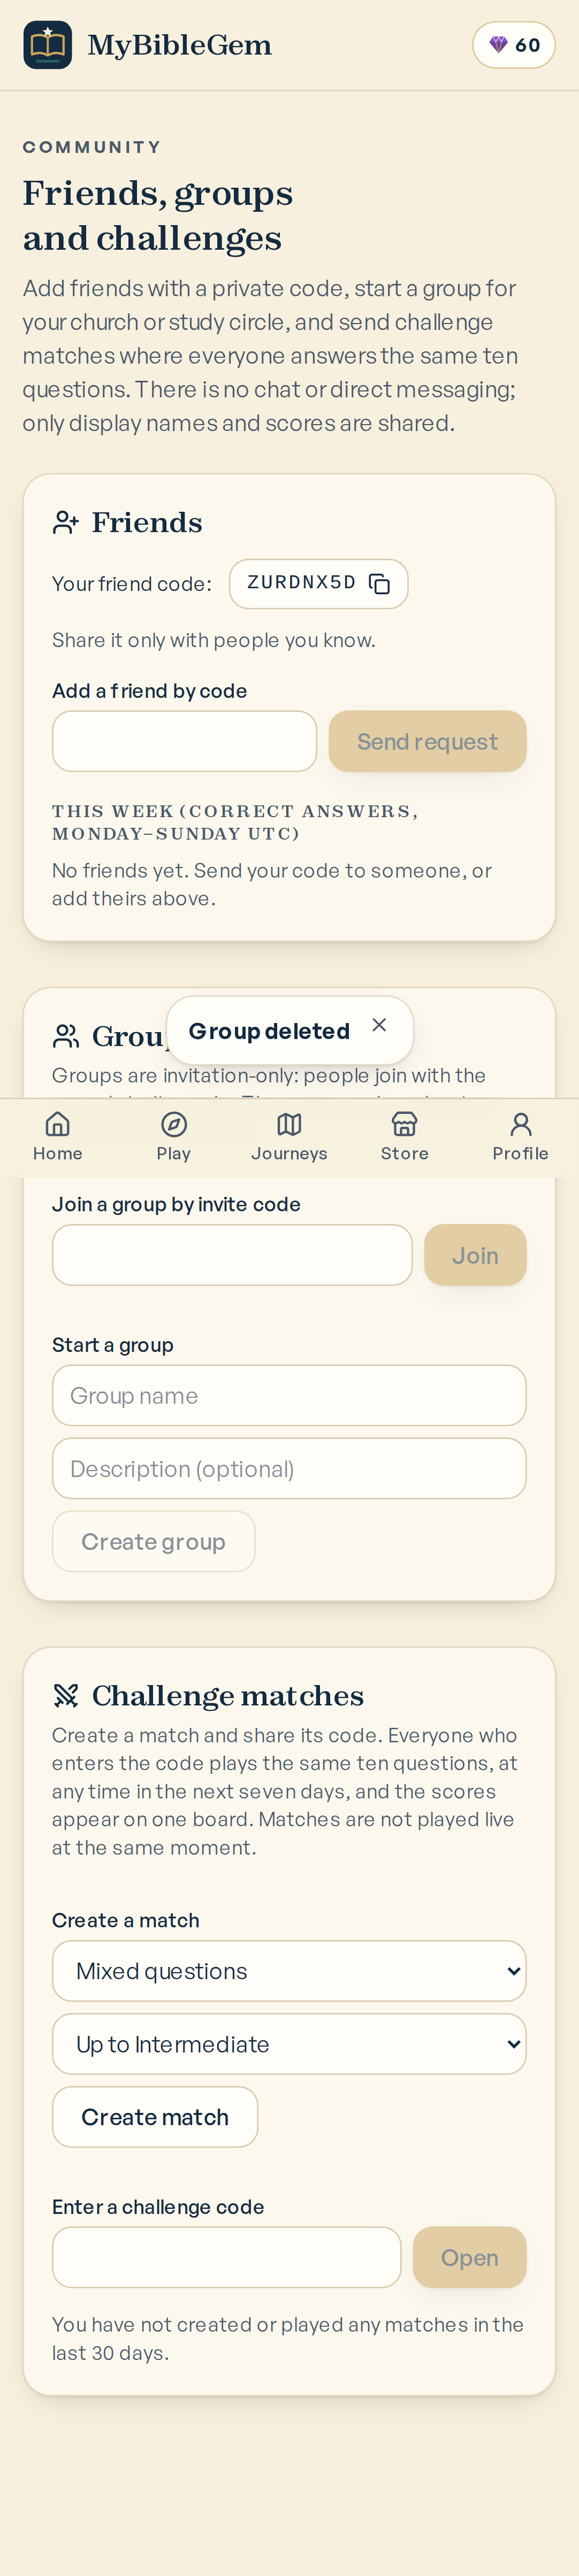 MyBibleGem
60
COMMUNITY
Friends, groups
and challenges
Add friends with a private code, start a group for
your church or study circle, and send challenge
matches where everyone answers the same ten
questions. There is no chat or direct messaging;
only display names and scores are shared.
Friends
Your friend code: ZURDNX5D
Share it only with people you know.
Add a friend by code
Send request
THIS WEEK (CORRECT ANSWERS,
MONDAY–SUNDAY UTC)
No friends yet. Send your code to someone, or
add theirs above.
Group deleted
Groups are invitation-only: people join with the
Home Play Journeys Store Profile
Join a group by invite code
Join
Start a group
Group name
Description (optional)
Create group
Challenge matches
Create a match and share its code. Everyone who
enters the code plays the same ten questions, at
any time in the next seven days, and the scores
appear on one board. Matches are not played live
at the same moment.
Create a match
Mixed questions
Up to Intermediate
Create match
Enter a challenge code
Open
You have not created or played any matches in the
last 30 days.